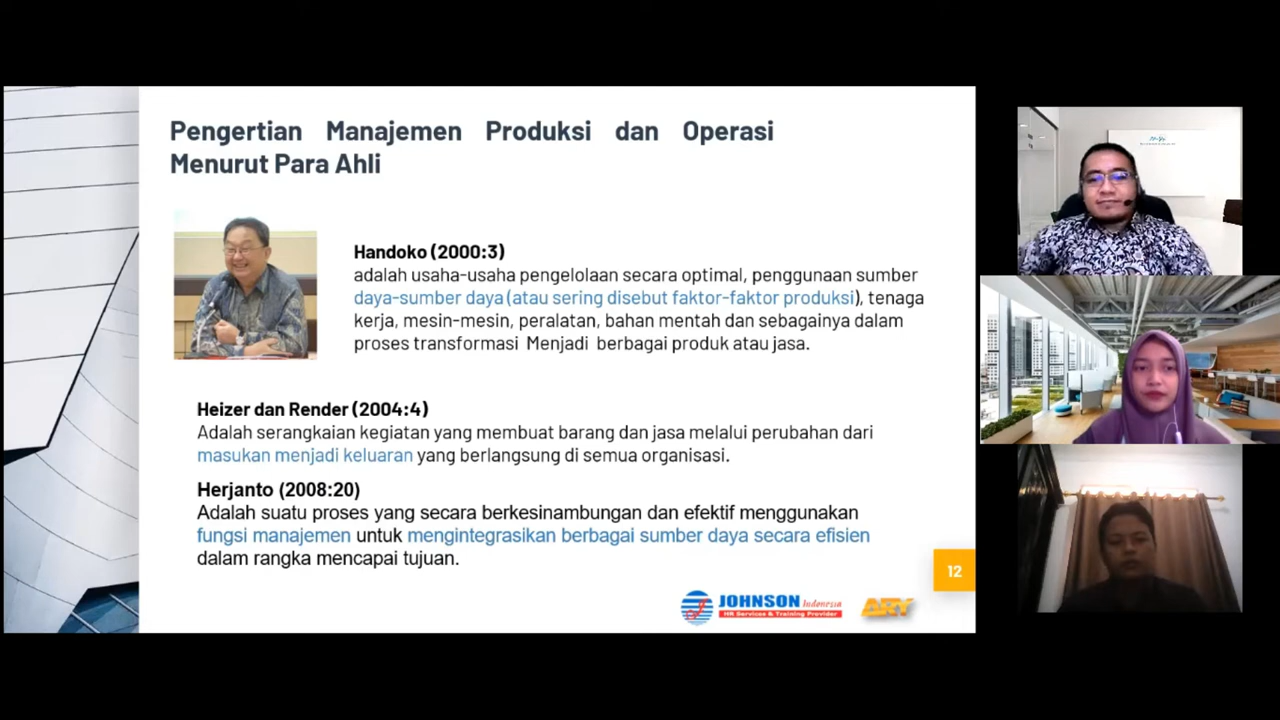 Pengertian Manajemen Produksi dan Operasi
Menurut Para Ahli
Handoko (2000:3)
adalah usaha-usaha pengelolaan secara optimal, penggunaan sumber
daya-sumber daya (atau sering disebut faktor-faktor produksi), tenaga
kerja, mesin-mesin, peralatan, bahan mentah dan sebagainya dalam
proses transformasi Menjadi berbagai produk atau jasa.
Heizer dan Render (2004:4)
Adalah serangkaian kegiatan yang membuat barang dan jasa melalui perubahan dari
masukan menjadi keluaran yang berlangsung di semua organisasi.
Herjanto (2008:20)
Adalah suatu proses yang secara berkesinambungan dan efektif menggunakan
fungsi manajemen untuk mengintegrasikan berbagai sumber daya secara efisien
dalam rangka mencapai tujuan.
12
JOHNSON Indonesia
HR Services & Training Provider
ARY